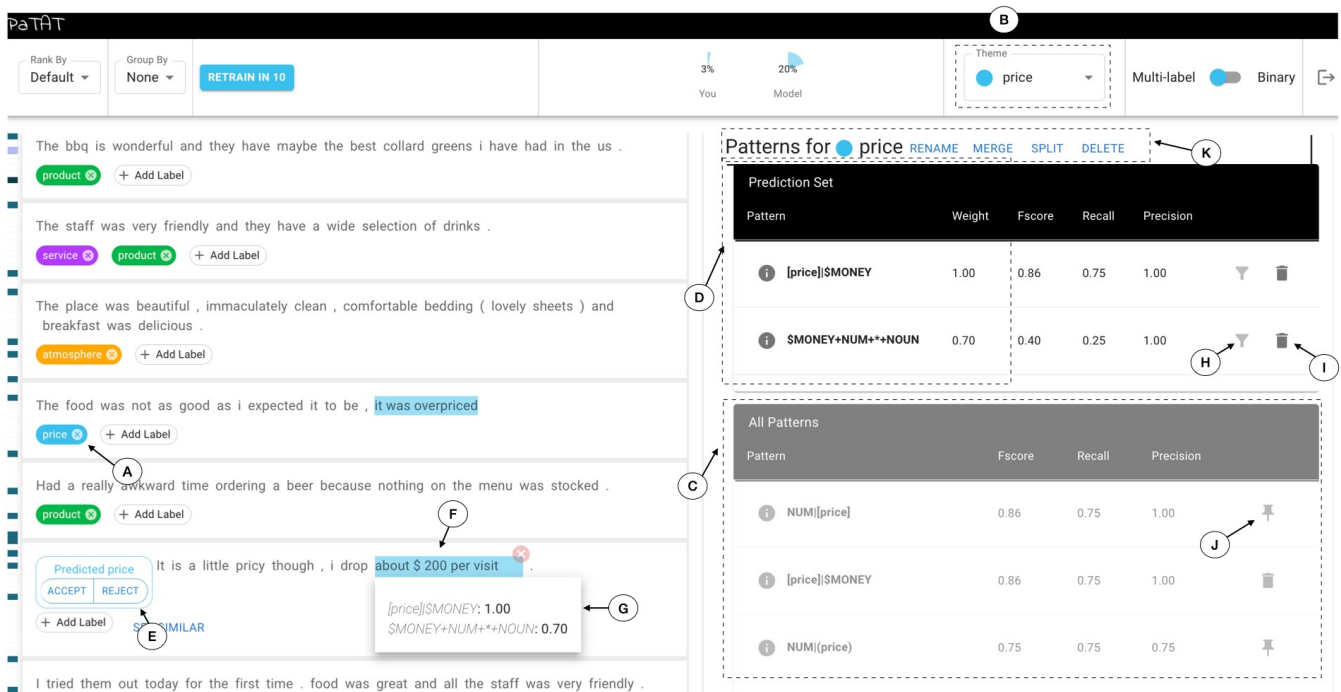 PaTAT
B
Rank By
Default
Group By
None
RETRAIN IN 10
3%
You
20%
Model
Theme
price
Multi-label
Binary
The bbq is wonderful and they have maybe the best collard greens i have had in the us .
product
+ Add Label
The staff was very friendly and they have a wide selection of drinks .
service product + Add Label
The place was beautiful , immaculately clean , comfortable bedding ( lovely sheets ) and
breakfast was delicious .
atmosphere + Add Label
The food was not as good as i expected it to be , it was overpriced
price + Add Label
A
Had a really awkward time ordering a beer because nothing on the menu was stocked .
product + Add Label
F
Predicted price
ACCEPT REJECT
It is a little pricy though , i drop about $ 200 per visit .
[price]|$MONEY: 1.00
$MONEY+NUM+*+NOUN: 0.70
G
+ Add Label
E
SIMILAR
I tried them out today for the first time . food was great and all the staff was very friendly .
Patterns for price RENAME MERGE SPLIT DELETE
K
Prediction Set
Pattern Weight Fscore Recall Precision
D
[price]|$MONEY 1.00 0.86 0.75 1.00
$MONEY+NUM+*+NOUN 0.70 0.40 0.25 1.00
H
I
All Patterns
Pattern Fscore Recall Precision
C
NUM|[price] 0.86 0.75 1.00
J
[price]|$MONEY 0.86 0.75 1.00
NUM|(price) 0.75 0.75 0.75